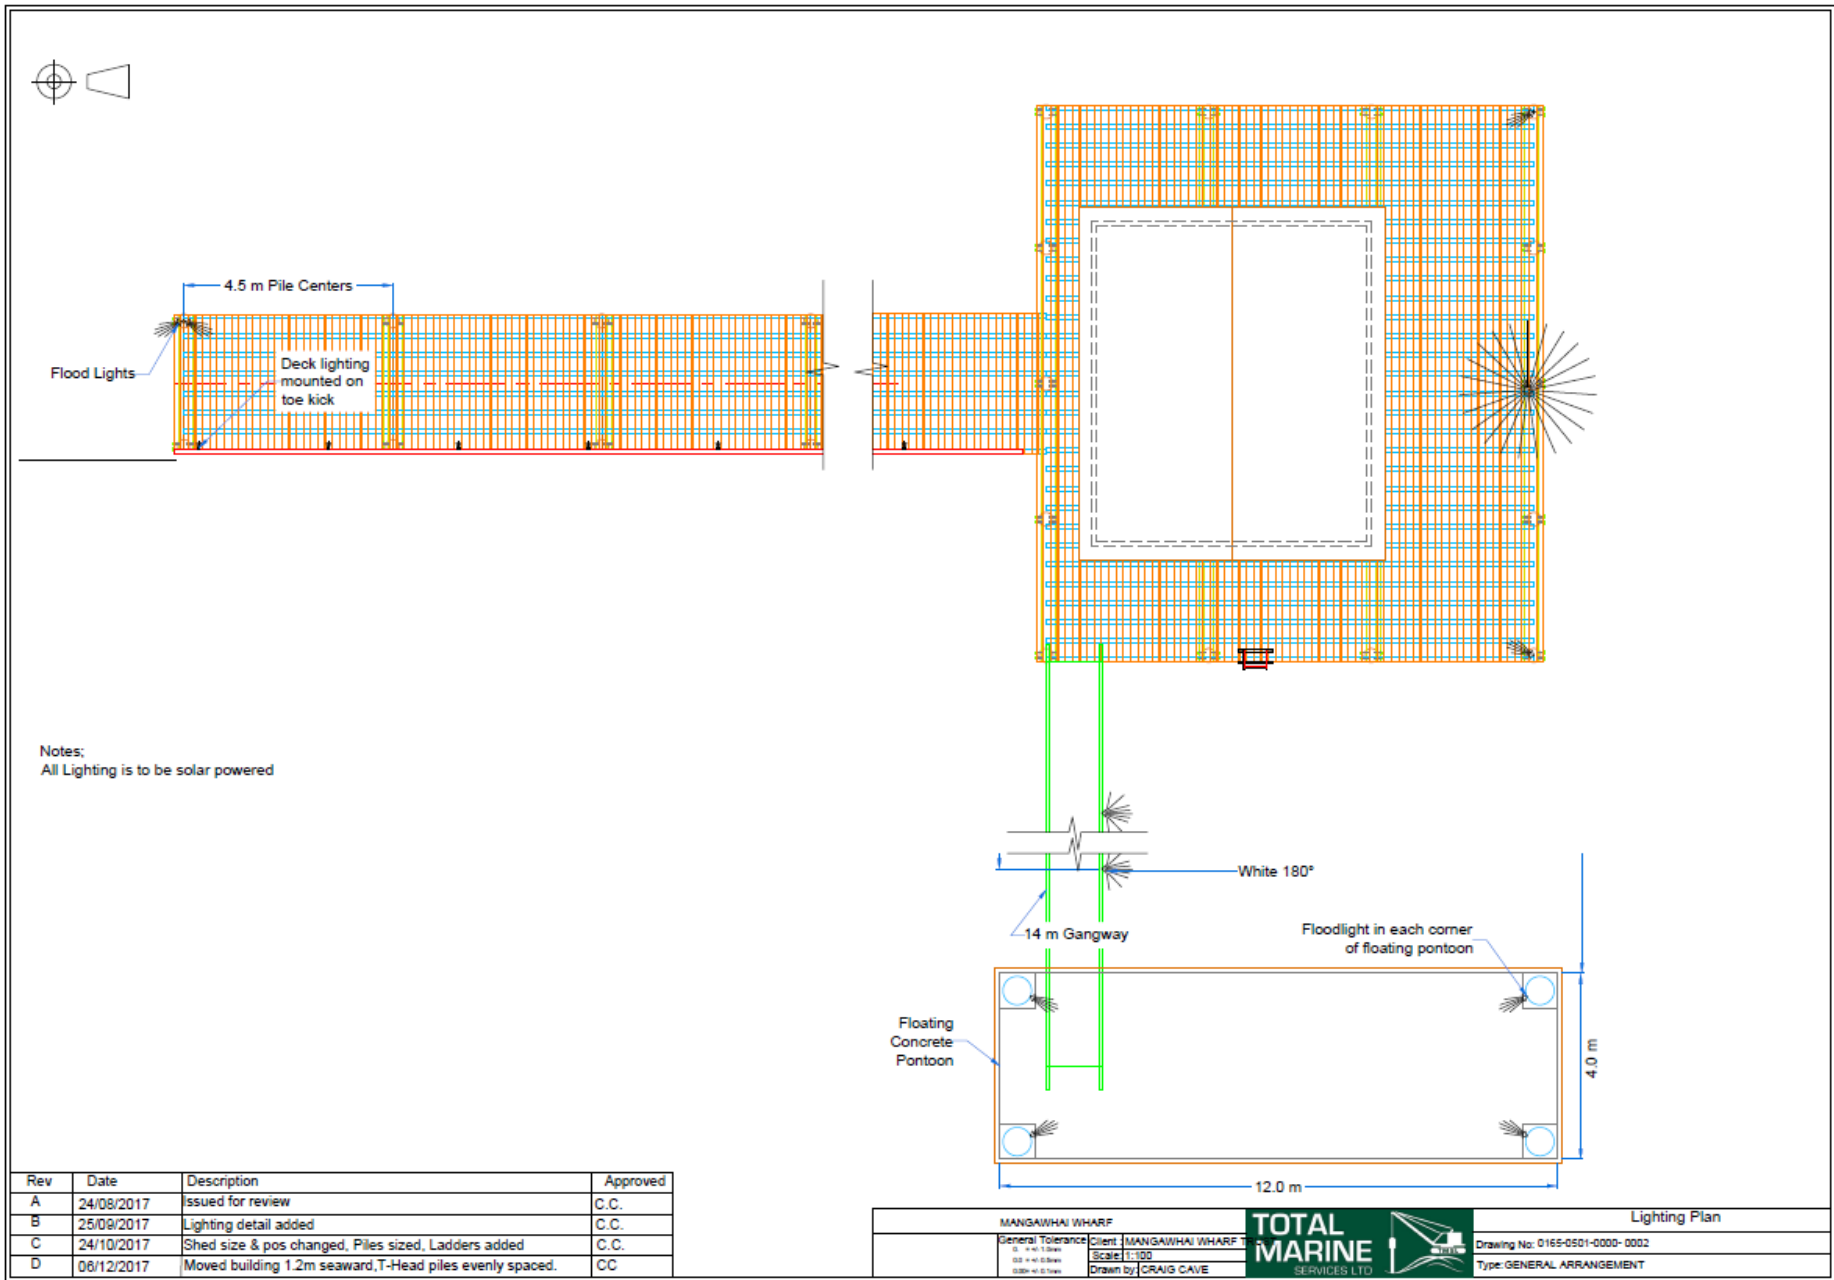 4.5 m Pile Centers
Flood Lights
Deck lighting
mounted on
toe kick
Notes;
All Lighting is to be solar powered
White 180°
14 m Gangway
Floodlight in each corner
of floating pontoon
Floating
Concrete
Pontoon
4.0 m
12.0 m
Rev Date Description Approved
A 24/08/2017 Issued for review C.C.
B 25/09/2017 Lighting detail added C.C.
C 24/10/2017 Shed size & pos changed, Piles sized, Ladders added C.C.
D 06/12/2017 Moved building 1.2m seaward,T-Head piles evenly spaced. CC
MANGAWHAI WHARF
General Tolerance
Client : MANGAWHAI WHARF
Scale: 1:100
Drawn by: CRAIG CAVE
TOTAL
MARINE
SERVICES LTD
Lighting Plan
Drawing No: 0165-0501-0000- 0002
Type: GENERAL ARRANGEMENT